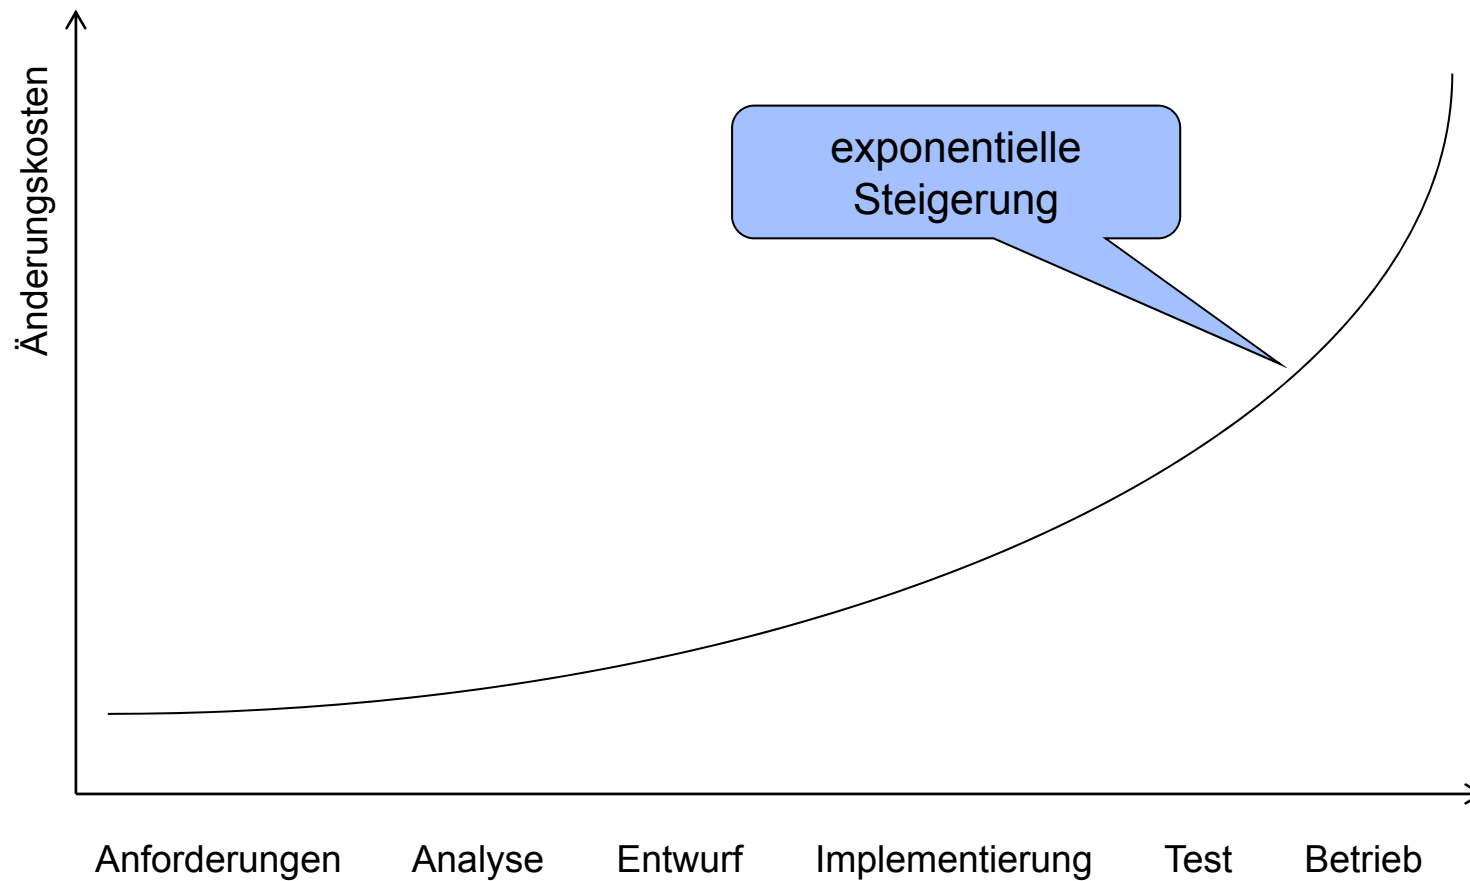 Änderungskosten
exponentielle
Steigerung
Anforderungen Analyse Entwurf Implementierung Test Betrieb